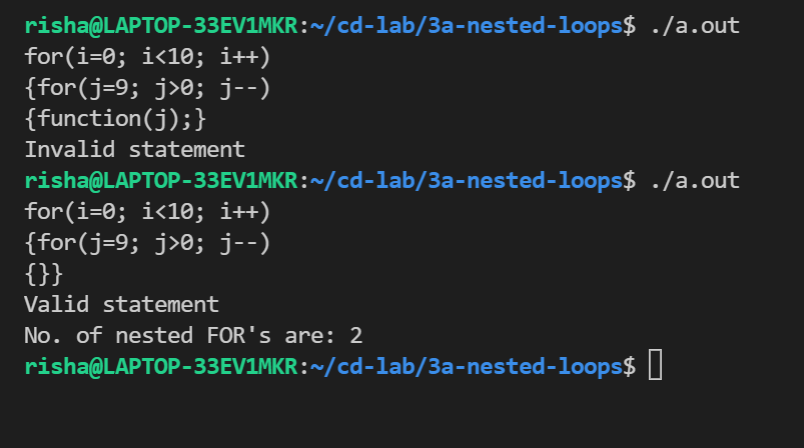 risha@LAPTOP-33EV1MKR:~/cd-lab/3a-nested-loops$ ./a.out
for(i=0; i<10; i++)
{for(j=9; j>0; j--)
{function(j);}
Invalid statement
risha@LAPTOP-33EV1MKR:~/cd-lab/3a-nested-loops$ ./a.out
for(i=0; i<10; i++)
{for(j=9; j>0; j--)
{}}
Valid statement
No. of nested FOR's are: 2
risha@LAPTOP-33EV1MKR:~/cd-lab/3a-nested-loops$